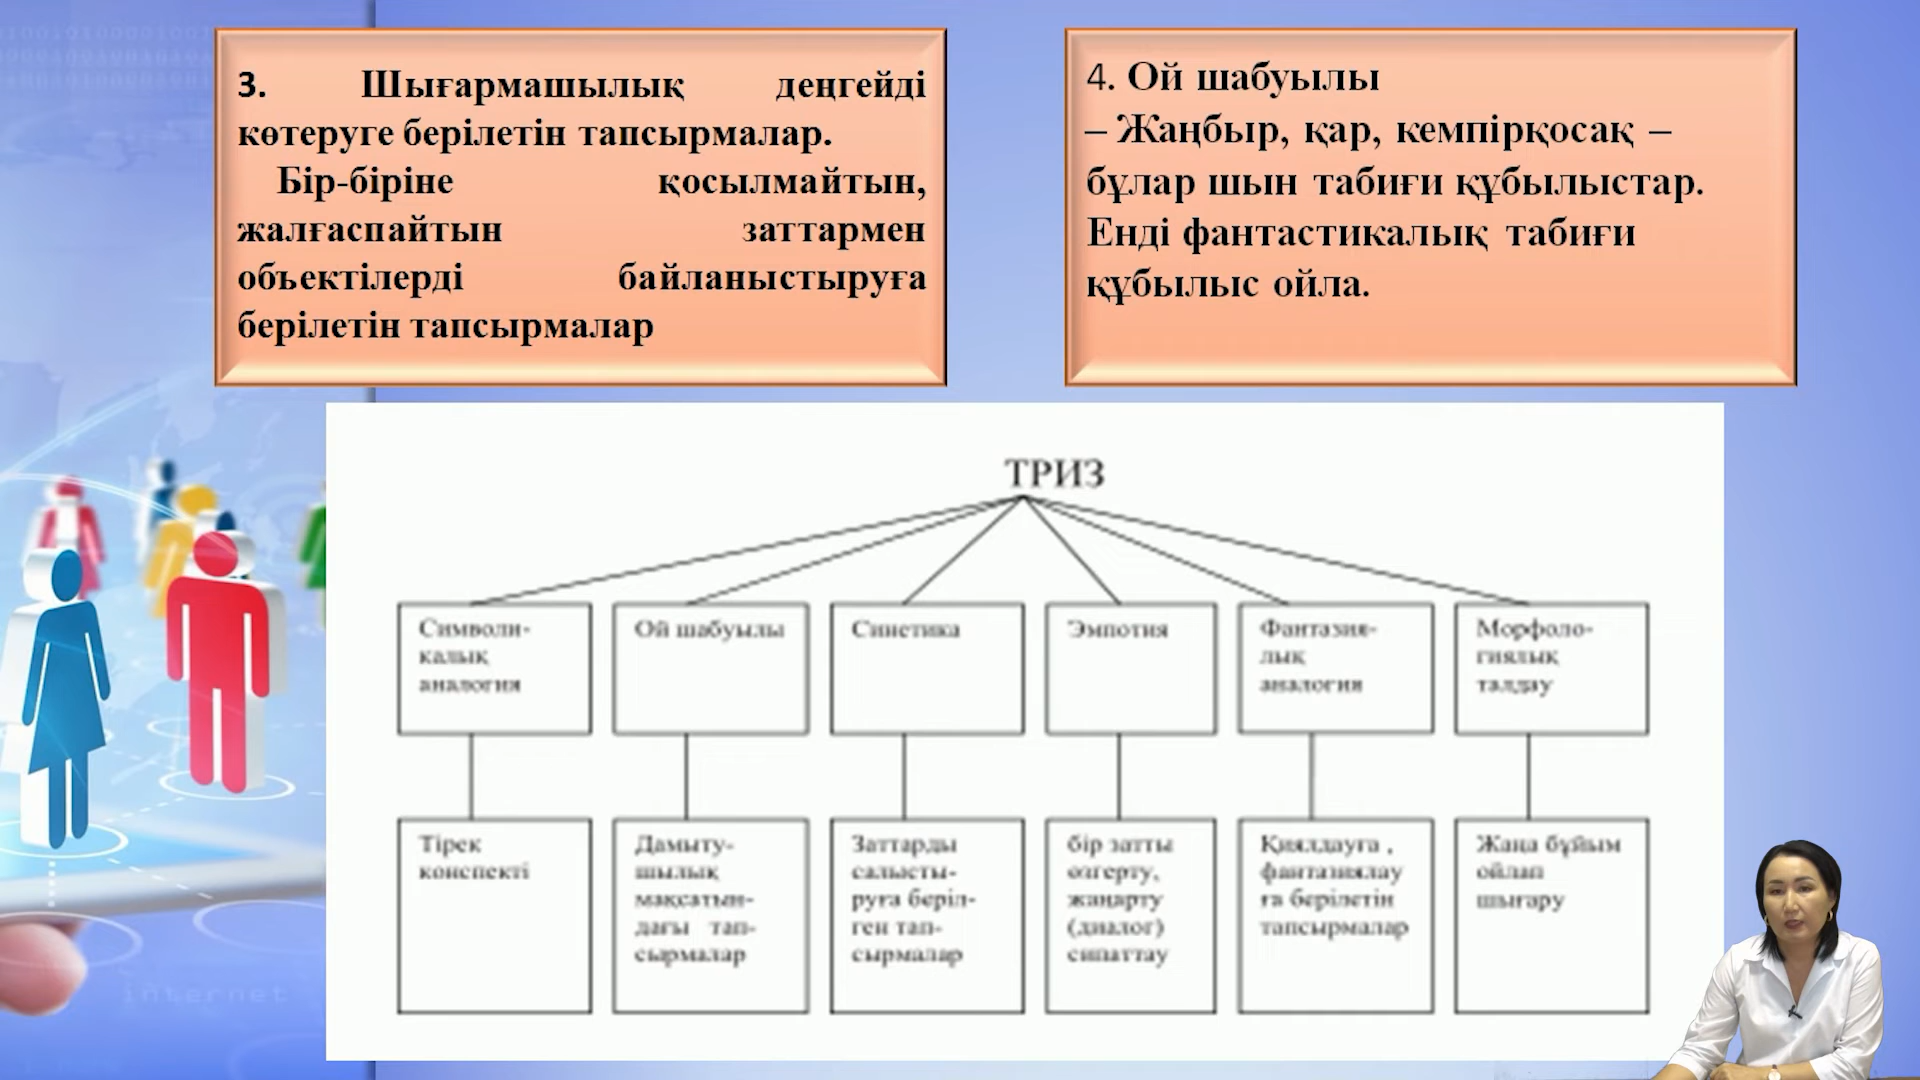 3. Шығармашылық деңгейді
көтеруге берілетін тапсырмалар.
Бір-біріне қосылмайтын,
жалғаспайтын заттармен
объектілерді байланыстыруға
берілетін тапсырмалар
4. Ой шабуылы
– Жаңбыр, қар, кемпірқосақ –
бұлар шын табиғи құбылыстар.
Енді фантастикалық табиғи
құбылыс ойла.
ТРИЗ
Символи-
калық
аналогия
Ой шабуылы
Синетика
Эмпотия
Фантазия-
лық
аналогия
Морфоло-
гиялық
талдау
Тірек
конспекті
Дамыту-
шылық
мақсатын-
дағы тап-
сырмалар
Заттарды
салысты-
руға беріл-
ген тап-
сырмалар
бір затты
өзгерту,
жаңарту
(диалог)
сипаттау
Қиялдауға ,
фантазиялау
ға берілетін
тапсырмалар
Жаңа бұйым
ойлап
шығару
internet